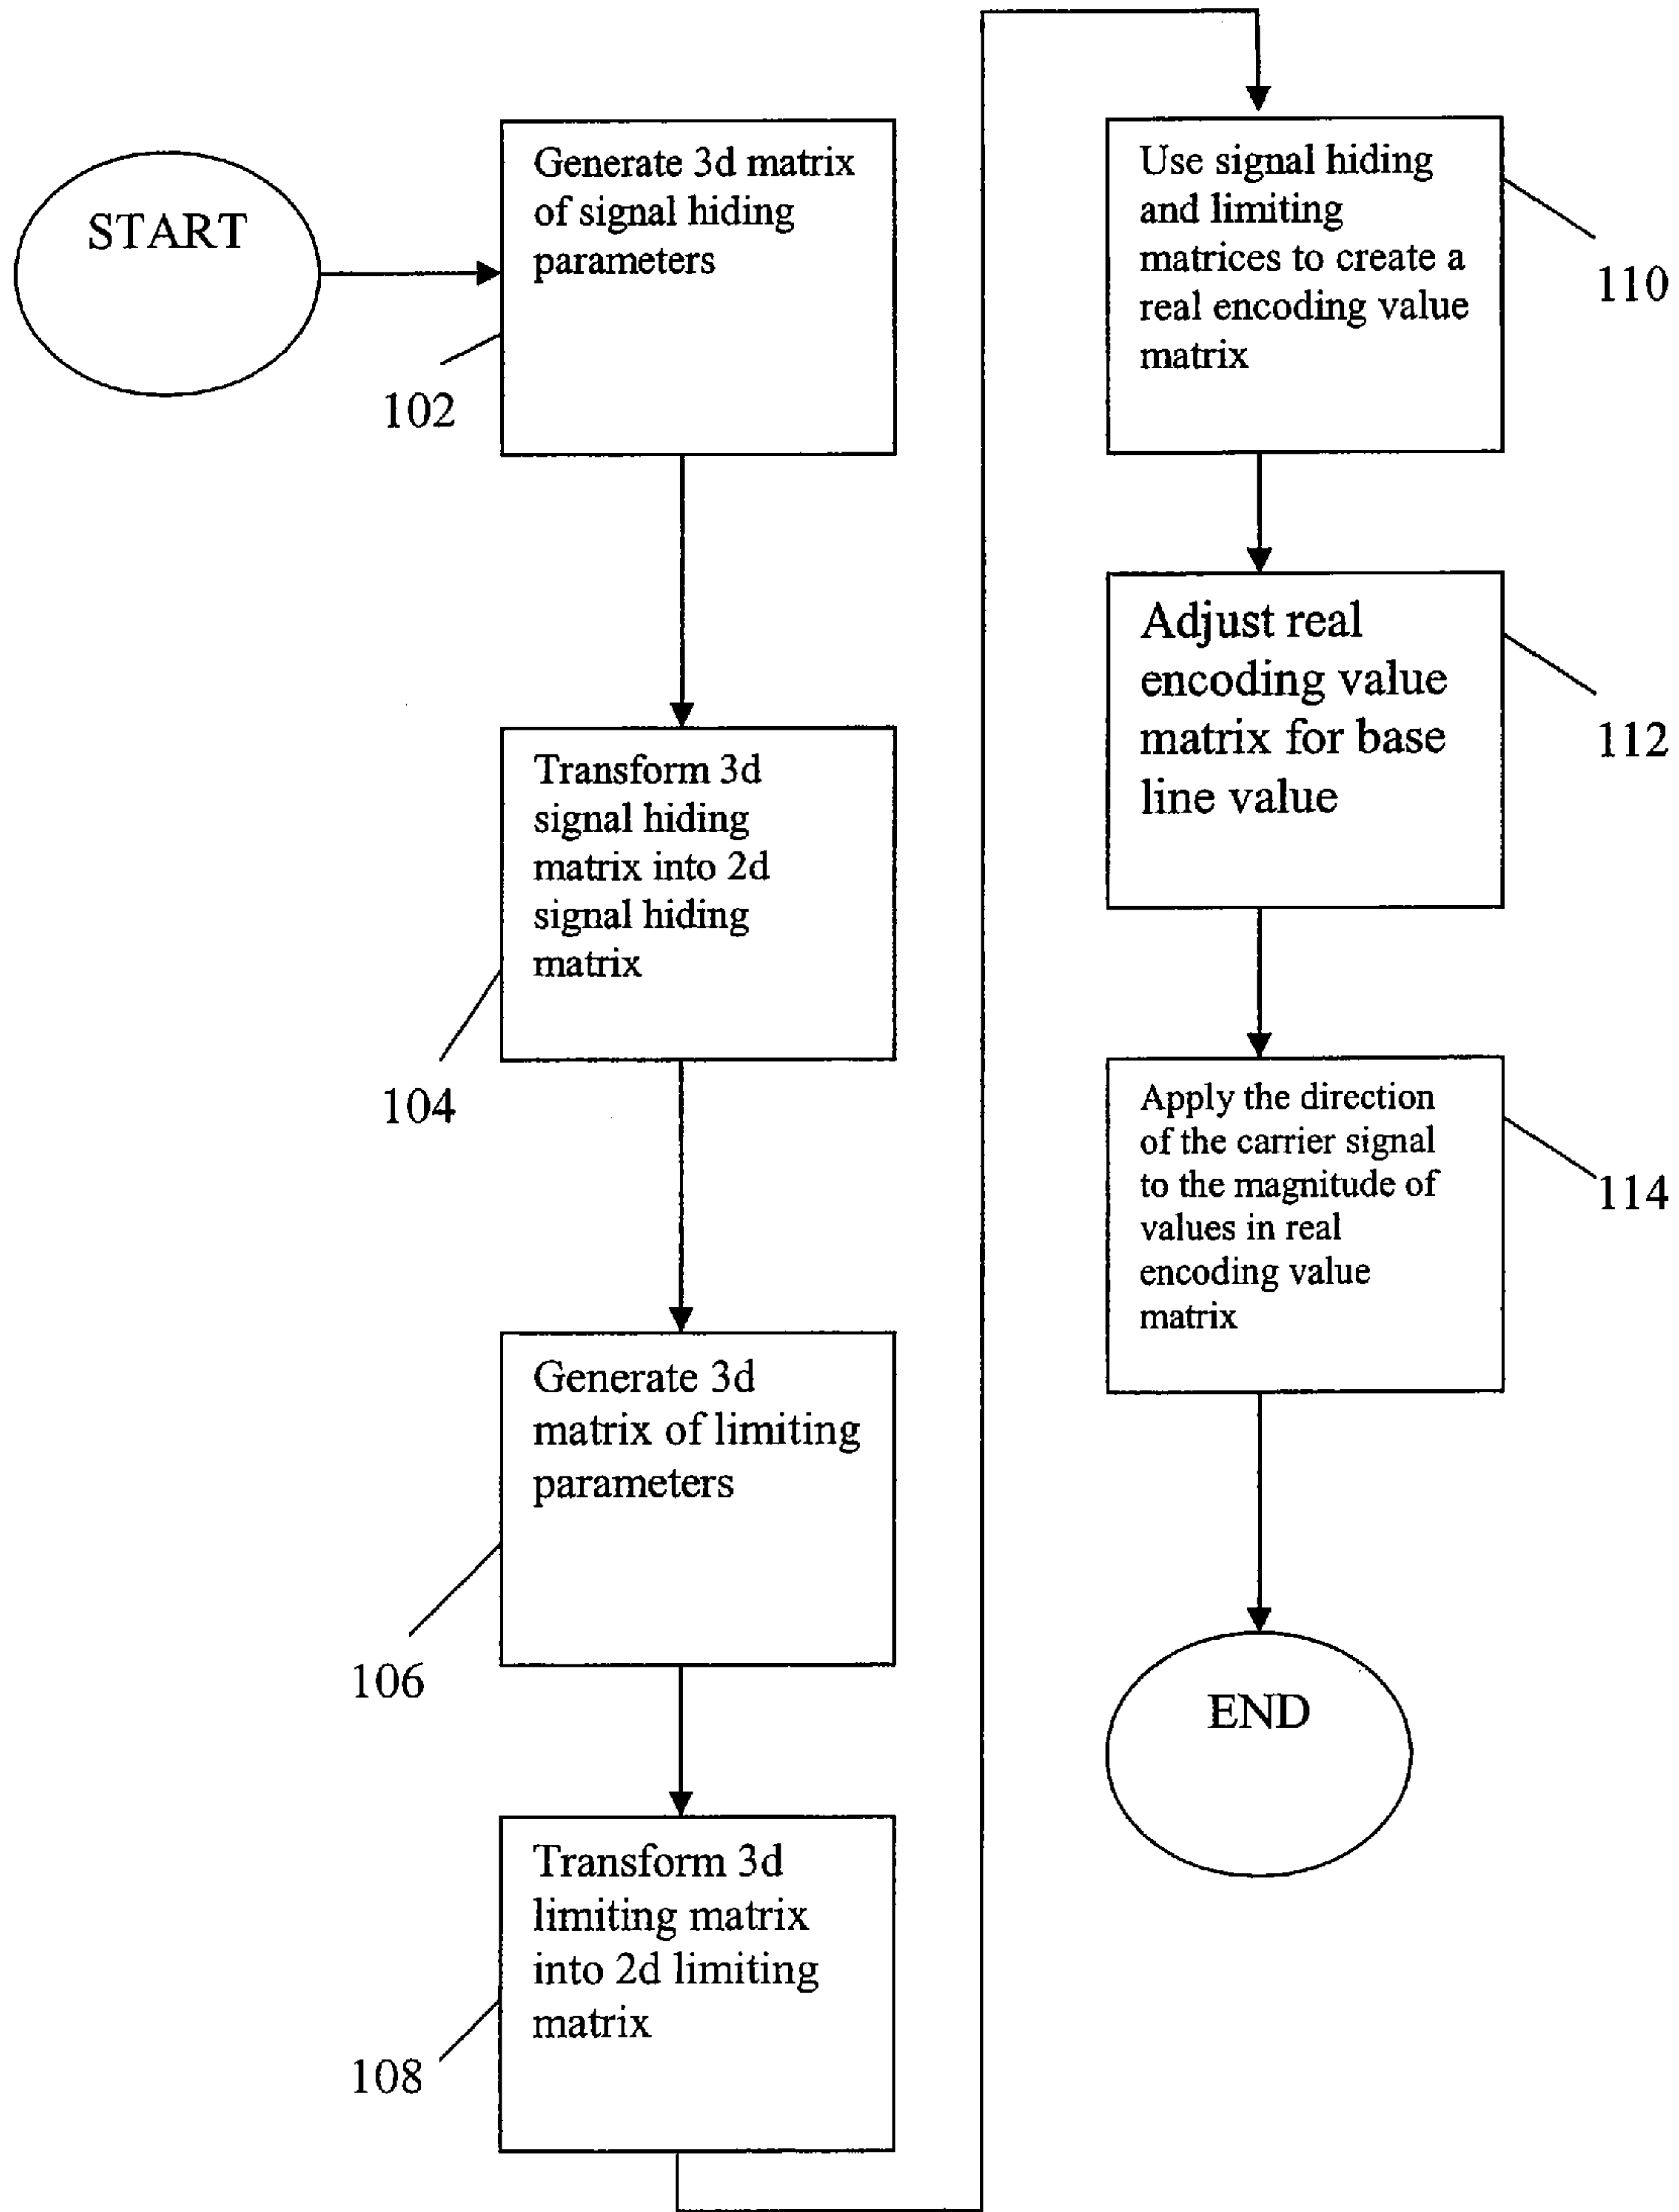 START
Generate 3d matrix
of signal hiding
parameters
102
Transform 3d
signal hiding
matrix into 2d
signal hiding
matrix
104
Generate 3d
matrix of limiting
parameters
106
Transform 3d
limiting matrix
into 2d limiting
matrix
108
Use signal hiding
and limiting
matrices to create a
real encoding value
matrix
110
Adjust real
encoding value
matrix for base
line value
112
Apply the direction
of the carrier signal
to the magnitude of
values in real
encoding value
matrix
114
END